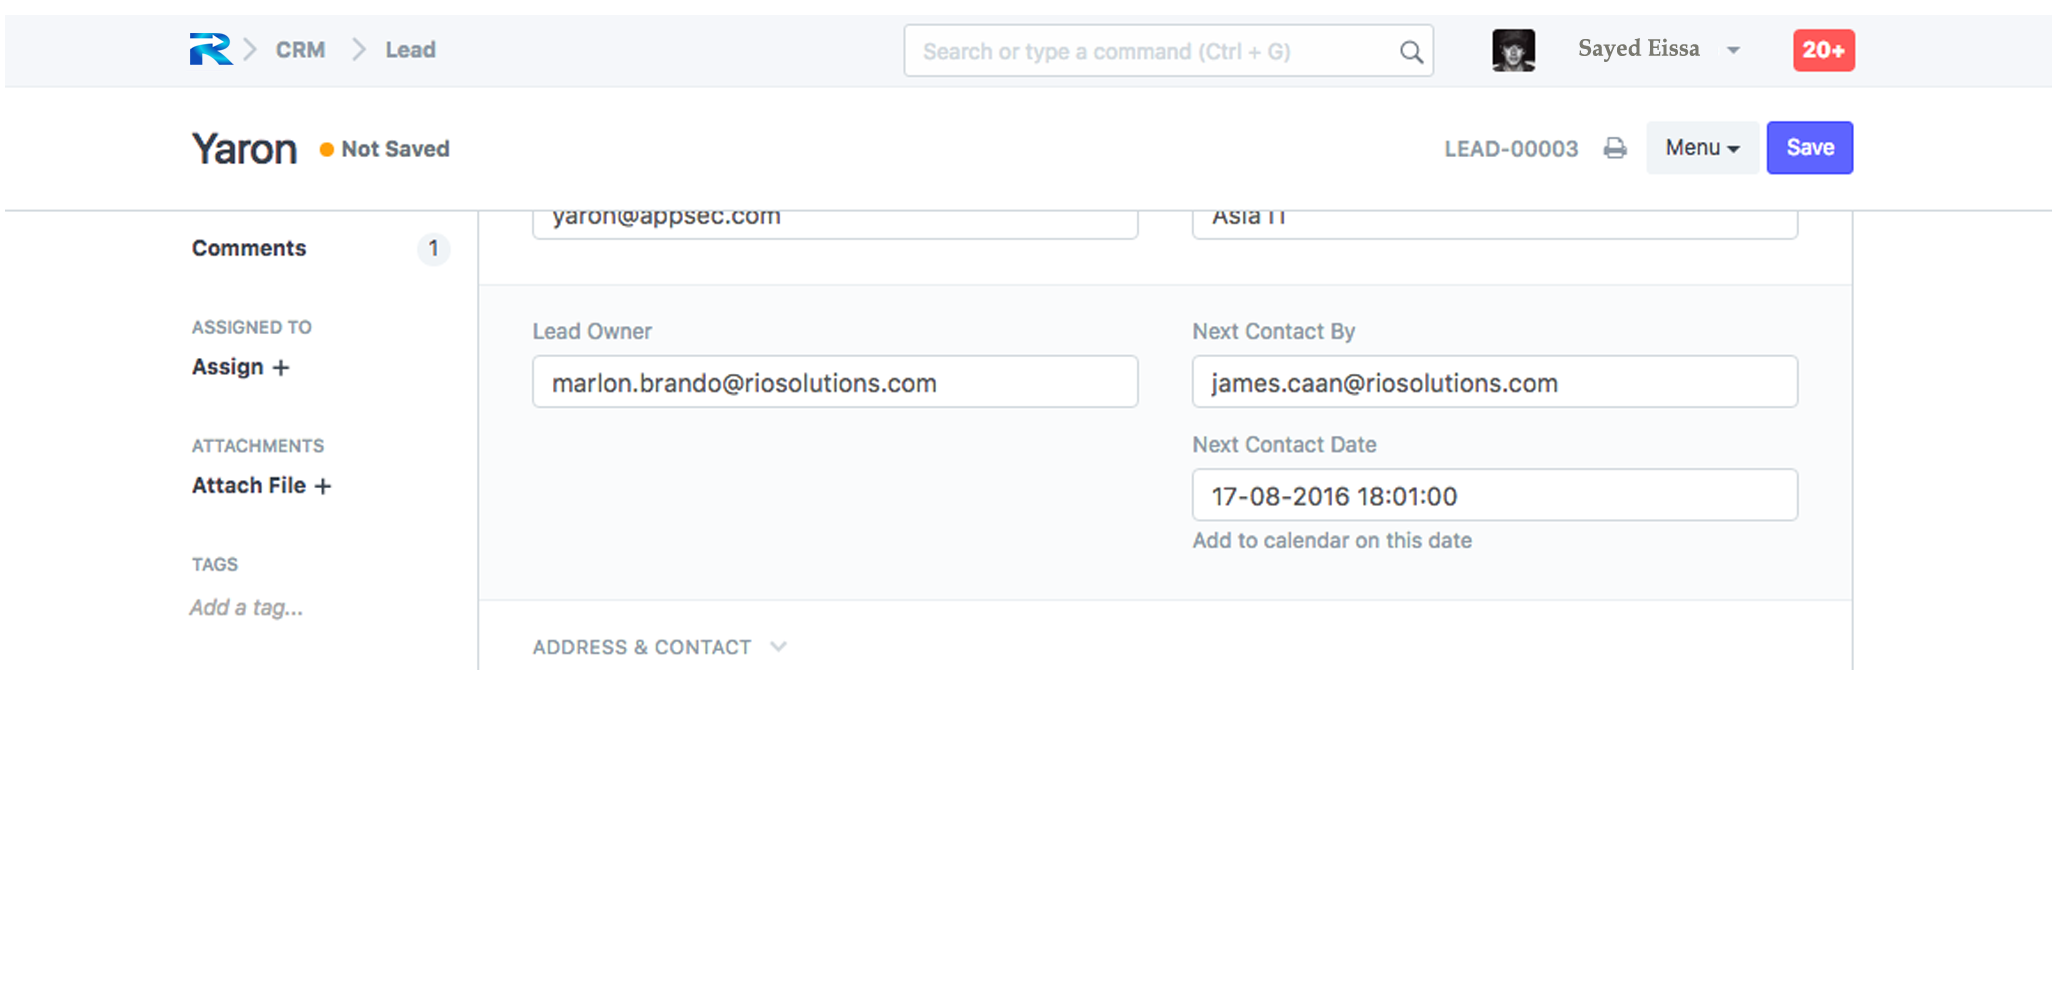 CRM
Lead
Search or type a command (Ctrl + G)
Sayed Eissa
20+
Yaron
Not Saved
LEAD-00003
Menu
Save
yaron@appsec.com
Asia IT
Comments
1
ASSIGNED TO
Assign +
ATTACHMENTS
Attach File +
TAGS
Add a tag...
Lead Owner
marlon.brando@riosolutions.com
Next Contact By
james.caan@riosolutions.com
Next Contact Date
17-08-2016 18:01:00
Add to calendar on this date
ADDRESS & CONTACT